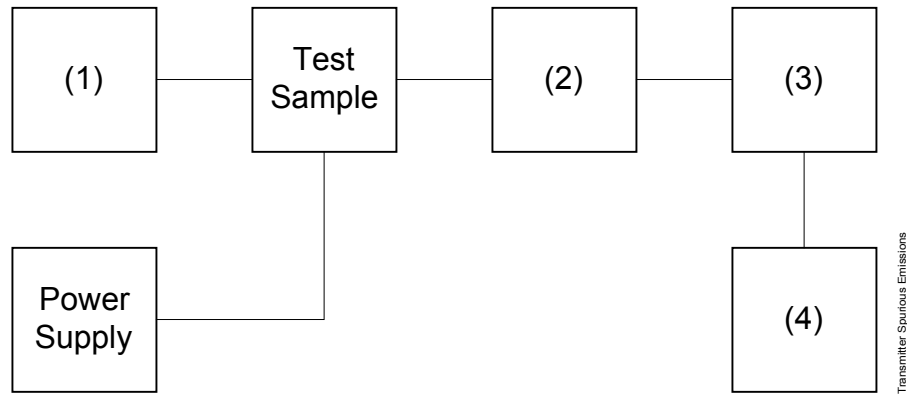 (1)
Test
Sample
(2)
(3)
Power
Supply
(4)
Transmitter Spurious Emissions